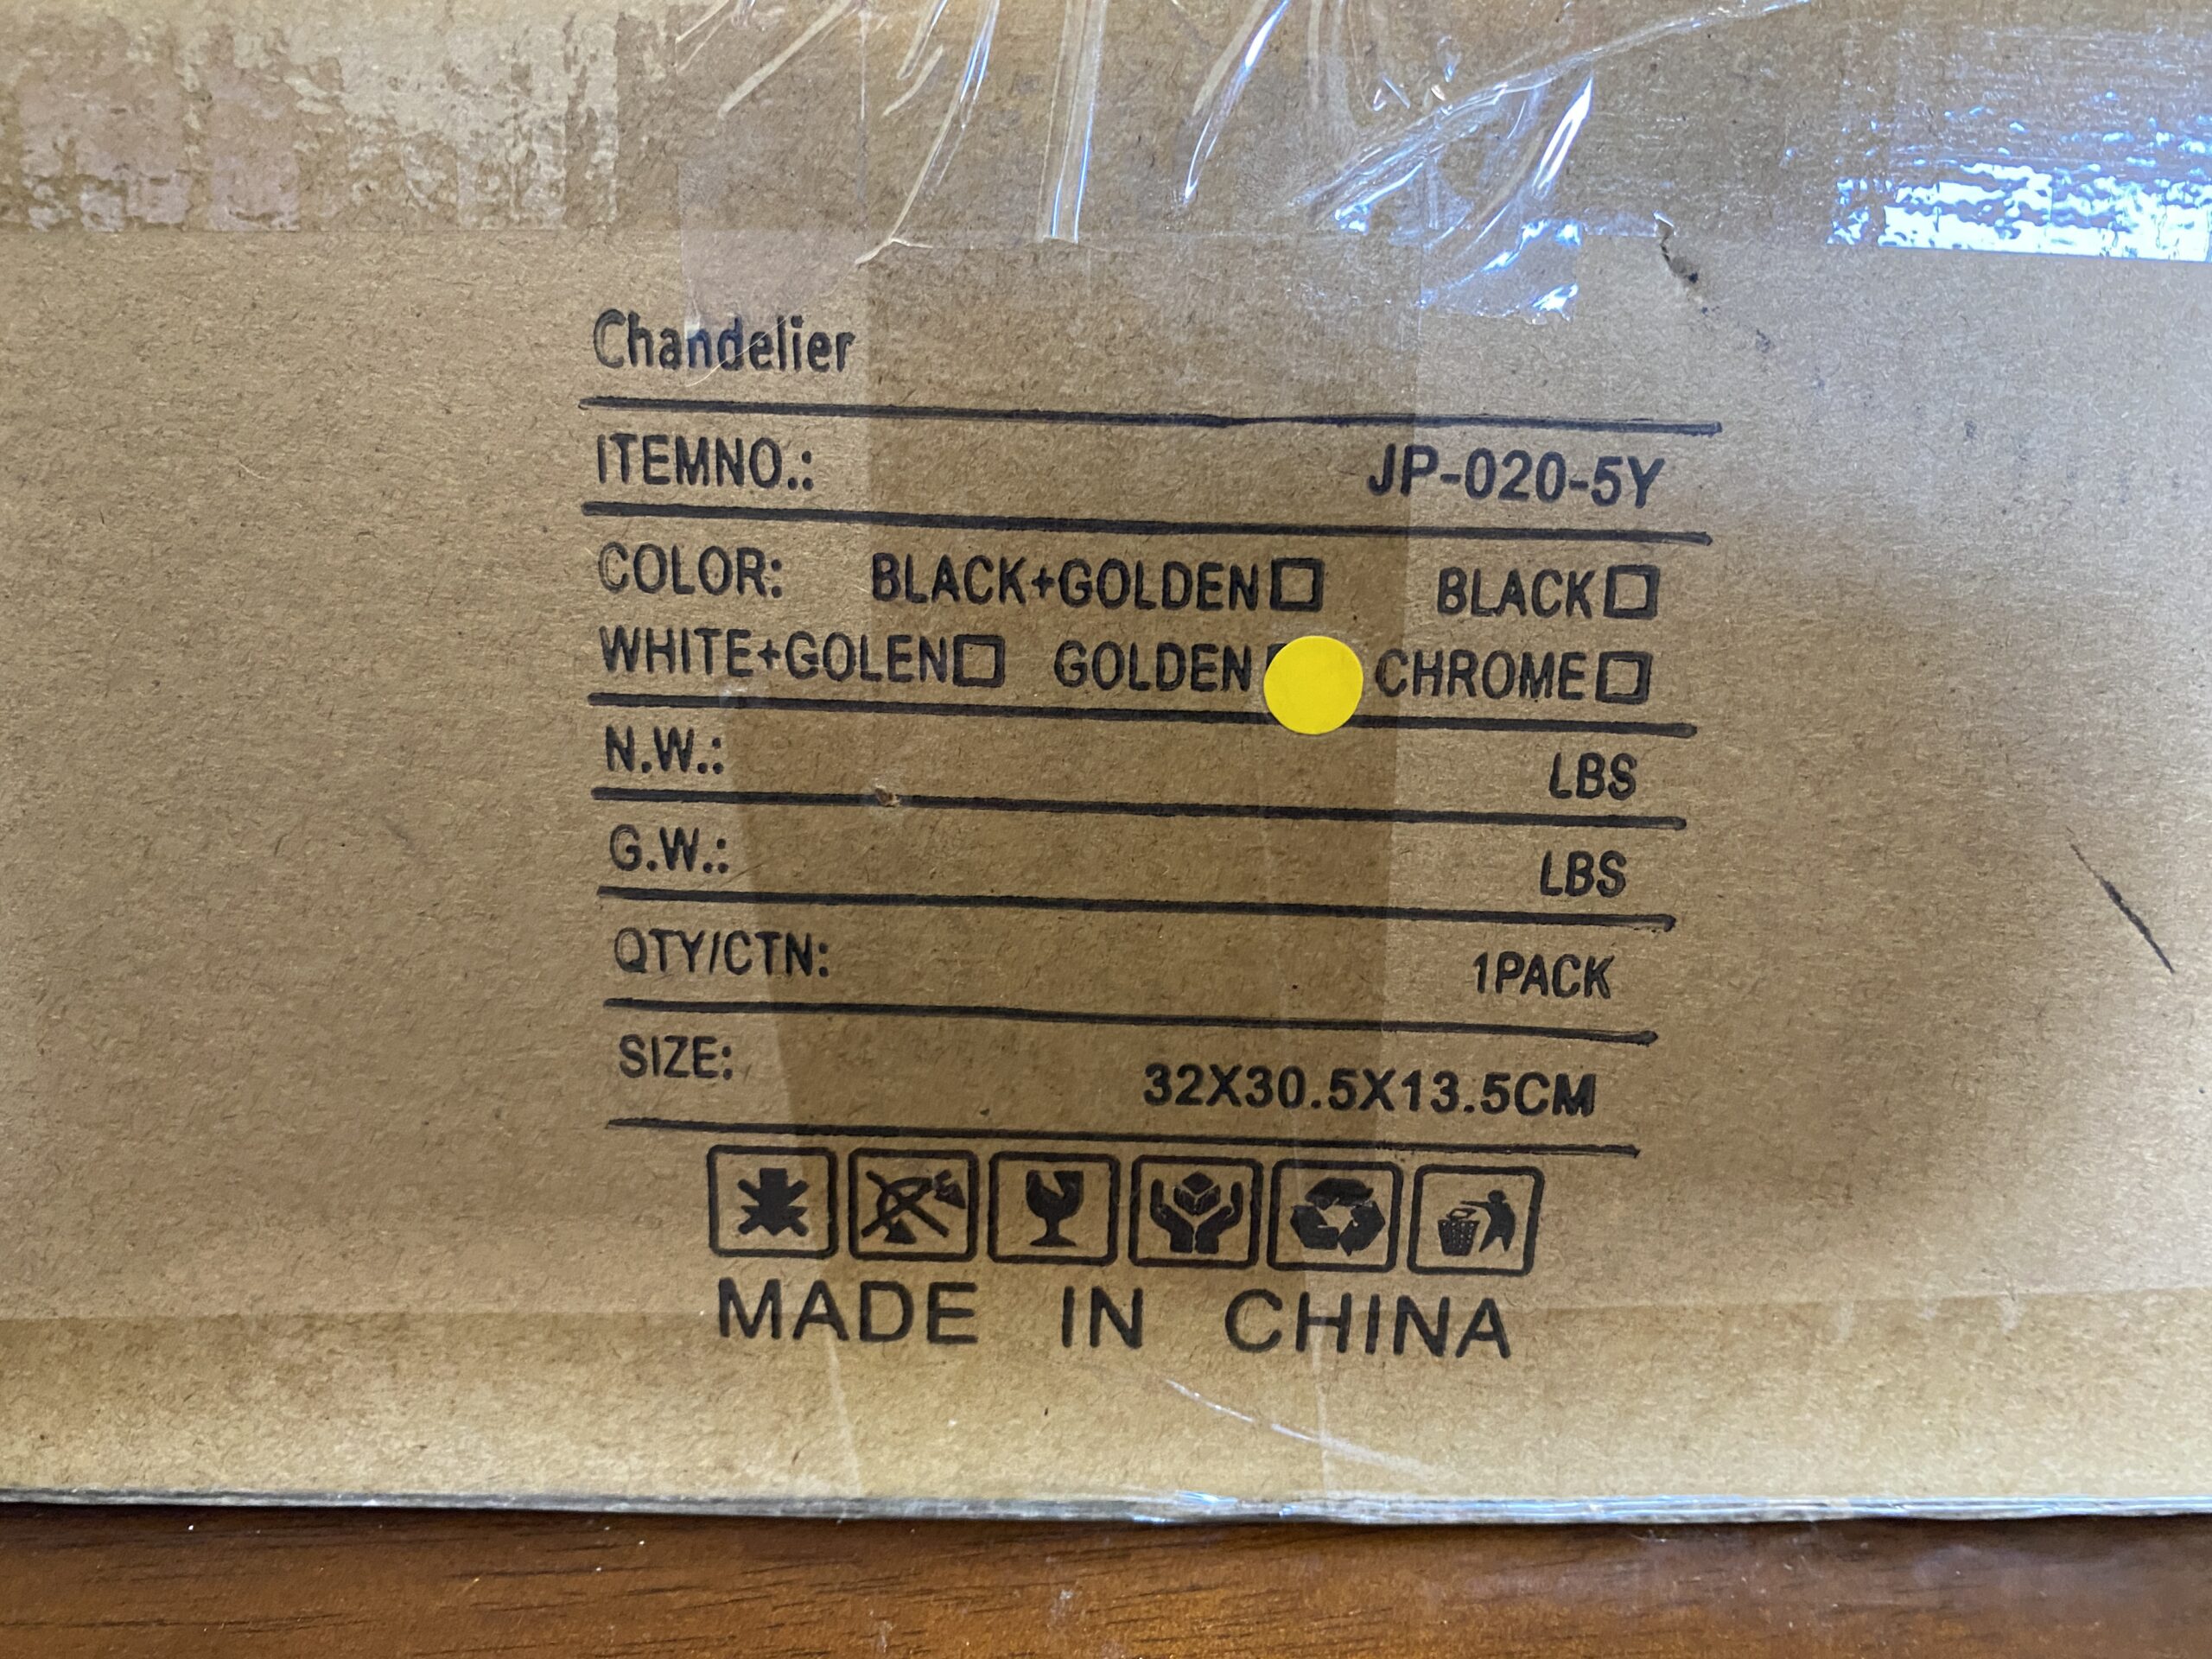 Chandelier
ITEMNO.: JP-020-5Y
COLOR: BLACK+GOLDEN BLACK
WHITE+GOLEN GOLDEN CHROME
N.W.: LBS
G.W.: LBS
QTY/CTN: 1PACK
SIZE: 32X30.5X13.5CM
MADE IN CHINA